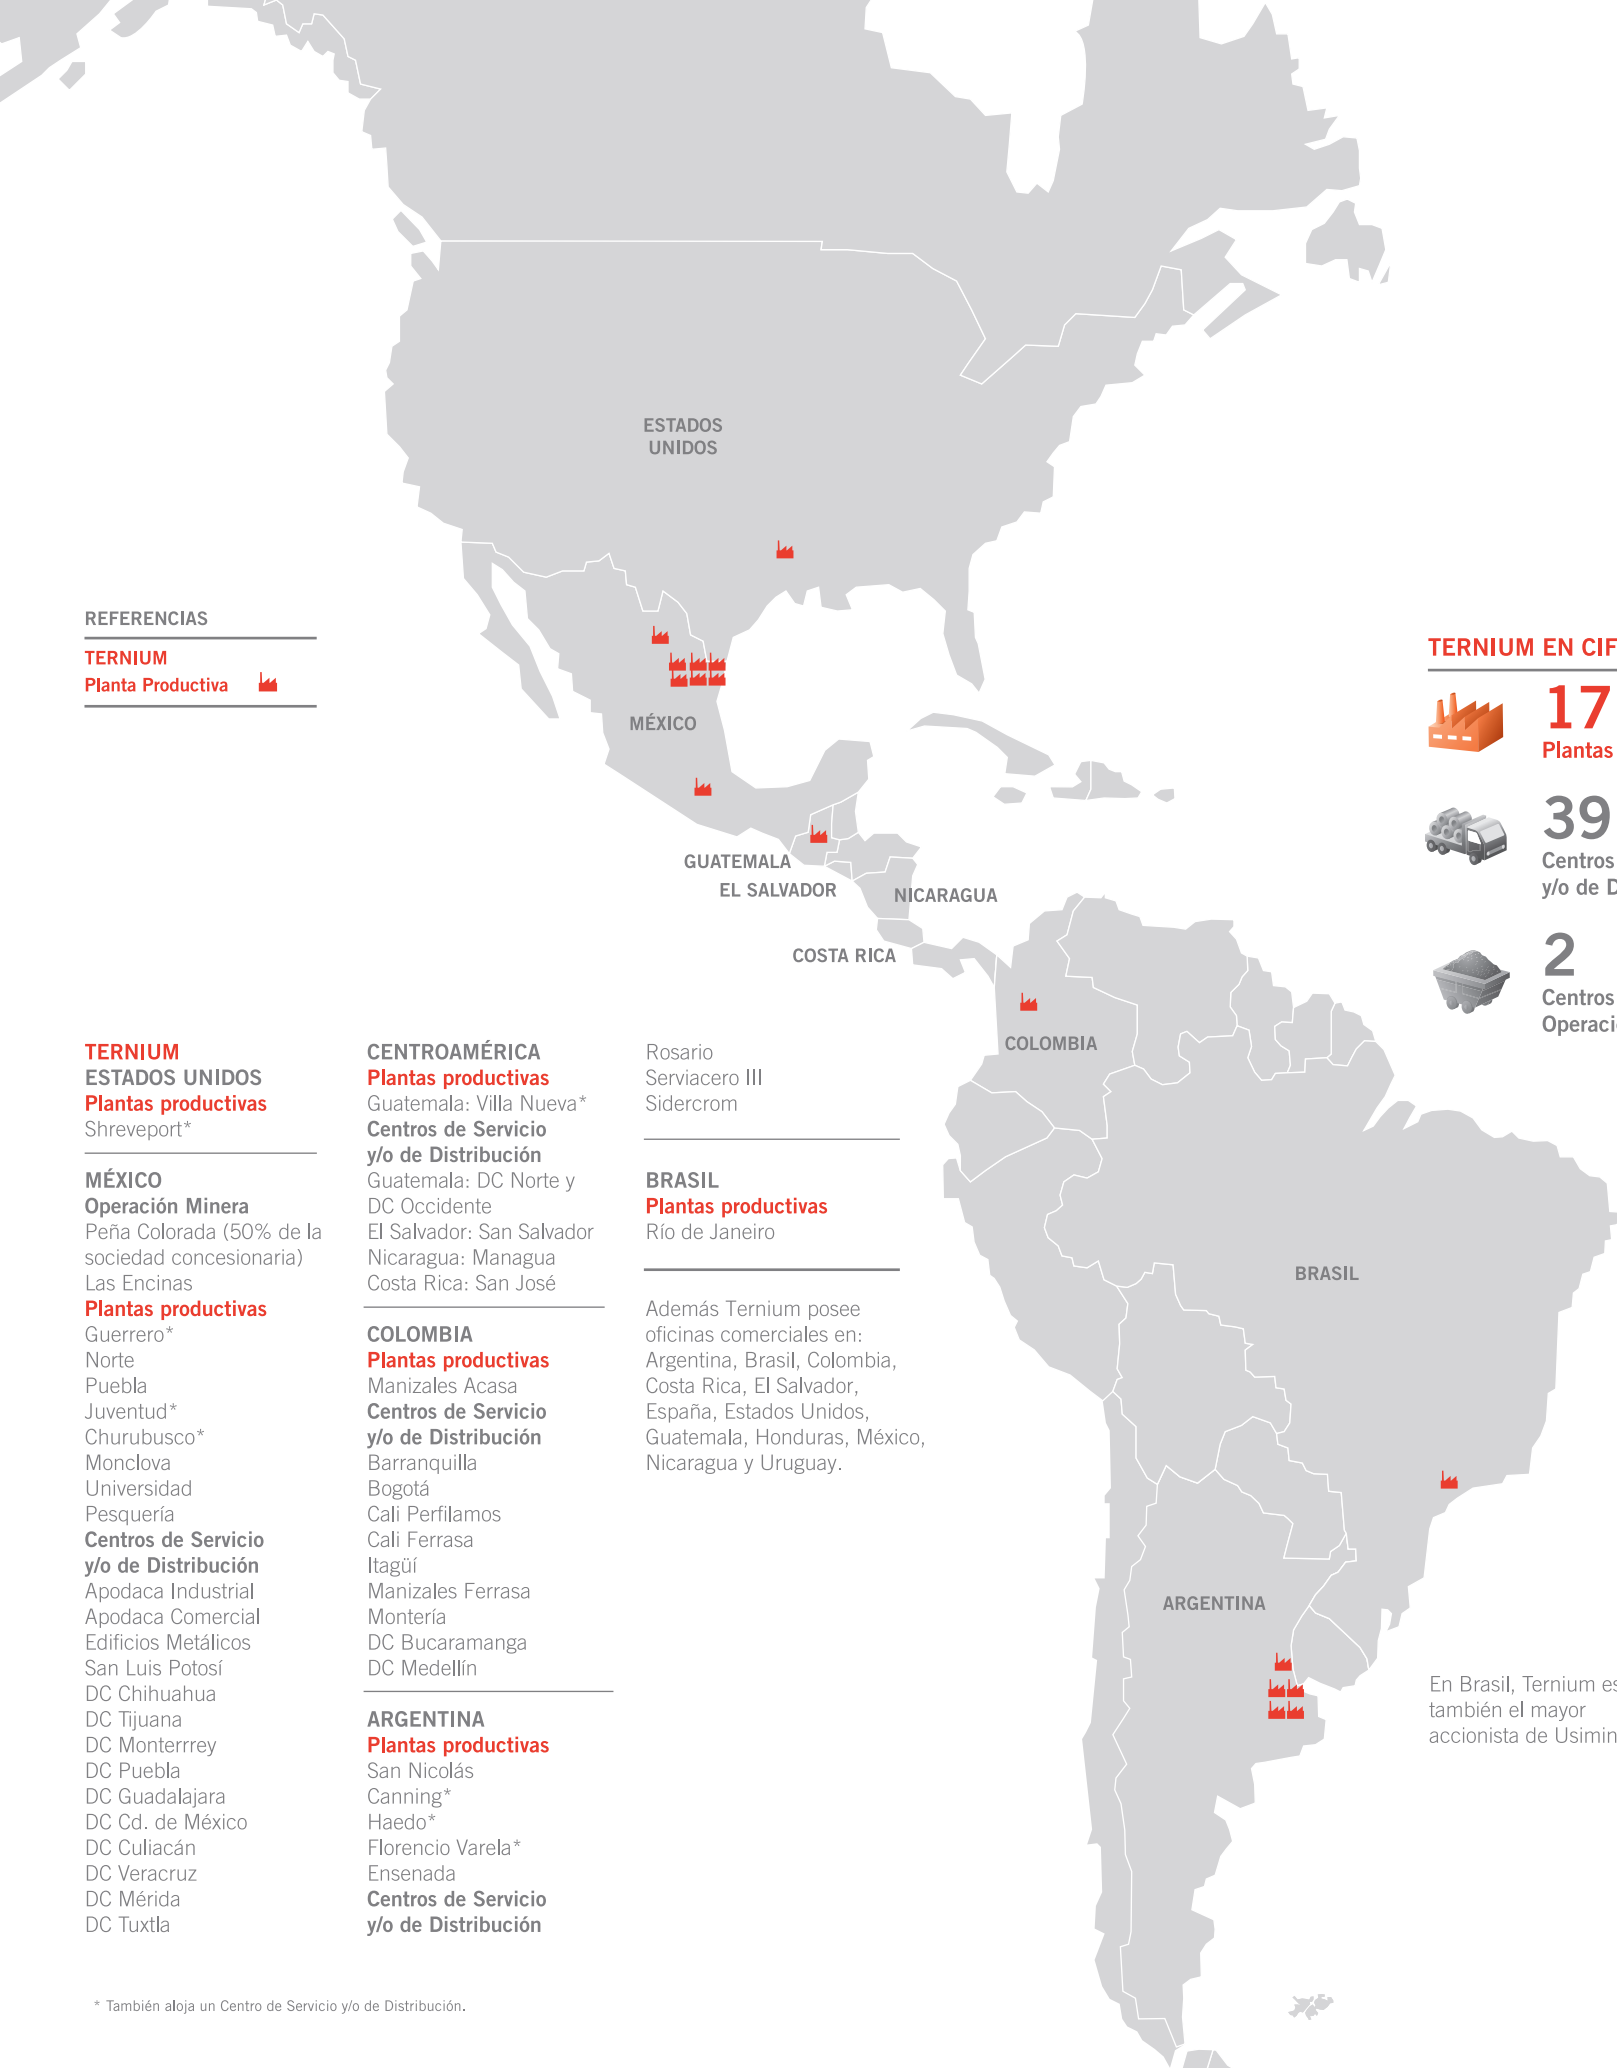 ESTADOS
UNIDOS
REFERENCIAS
TERNIUM
Planta Productiva
MÉXICO
GUATEMALA
EL SALVADOR
NICARAGUA
COSTA RICA
COLOMBIA
BRASIL
ARGENTINA
TERNIUM EN CIF
17
Plantas
39
Centros
y/o de D
2
Centros
Operaci
TERNIUM
ESTADOS UNIDOS
Plantas productivas
Shreveport*
MÉXICO
Operación Minera
Peña Colorada (50% de la
sociedad concesionaria)
Las Encinas
Plantas productivas
Guerrero*
Norte
Puebla
Juventud*
Churubusco*
Monclova
Universidad
Pesquería
Centros de Servicio
y/o de Distribución
Apodaca Industrial
Apodaca Comercial
Edificios Metálicos
San Luis Potosí
DC Chihuahua
DC Tijuana
DC Monterrrey
DC Puebla
DC Guadalajara
DC Cd. de México
DC Culiacán
DC Veracruz
DC Mérida
DC Tuxtla
CENTROAMÉRICA
Plantas productivas
Guatemala: Villa Nueva*
Centros de Servicio
y/o de Distribución
Guatemala: DC Norte y
DC Occidente
El Salvador: San Salvador
Nicaragua: Managua
Costa Rica: San José
COLOMBIA
Plantas productivas
Manizales Acasa
Centros de Servicio
y/o de Distribución
Barranquilla
Bogotá
Cali Perfilamos
Cali Ferrasa
Itagüí
Manizales Ferrasa
Montería
DC Bucaramanga
DC Medellín
ARGENTINA
Plantas productivas
San Nicolás
Canning*
Haedo*
Florencio Varela*
Ensenada
Centros de Servicio
y/o de Distribución
Rosario
Serviacero III
Sidercrom
BRASIL
Plantas productivas
Río de Janeiro
Además Ternium posee
oficinas comerciales en:
Argentina, Brasil, Colombia,
Costa Rica, El Salvador,
España, Estados Unidos,
Guatemala, Honduras, México,
Nicaragua y Uruguay.
En Brasil, Ternium es
también el mayor
accionista de Usimin
* También aloja un Centro de Servicio y/o de Distribución.